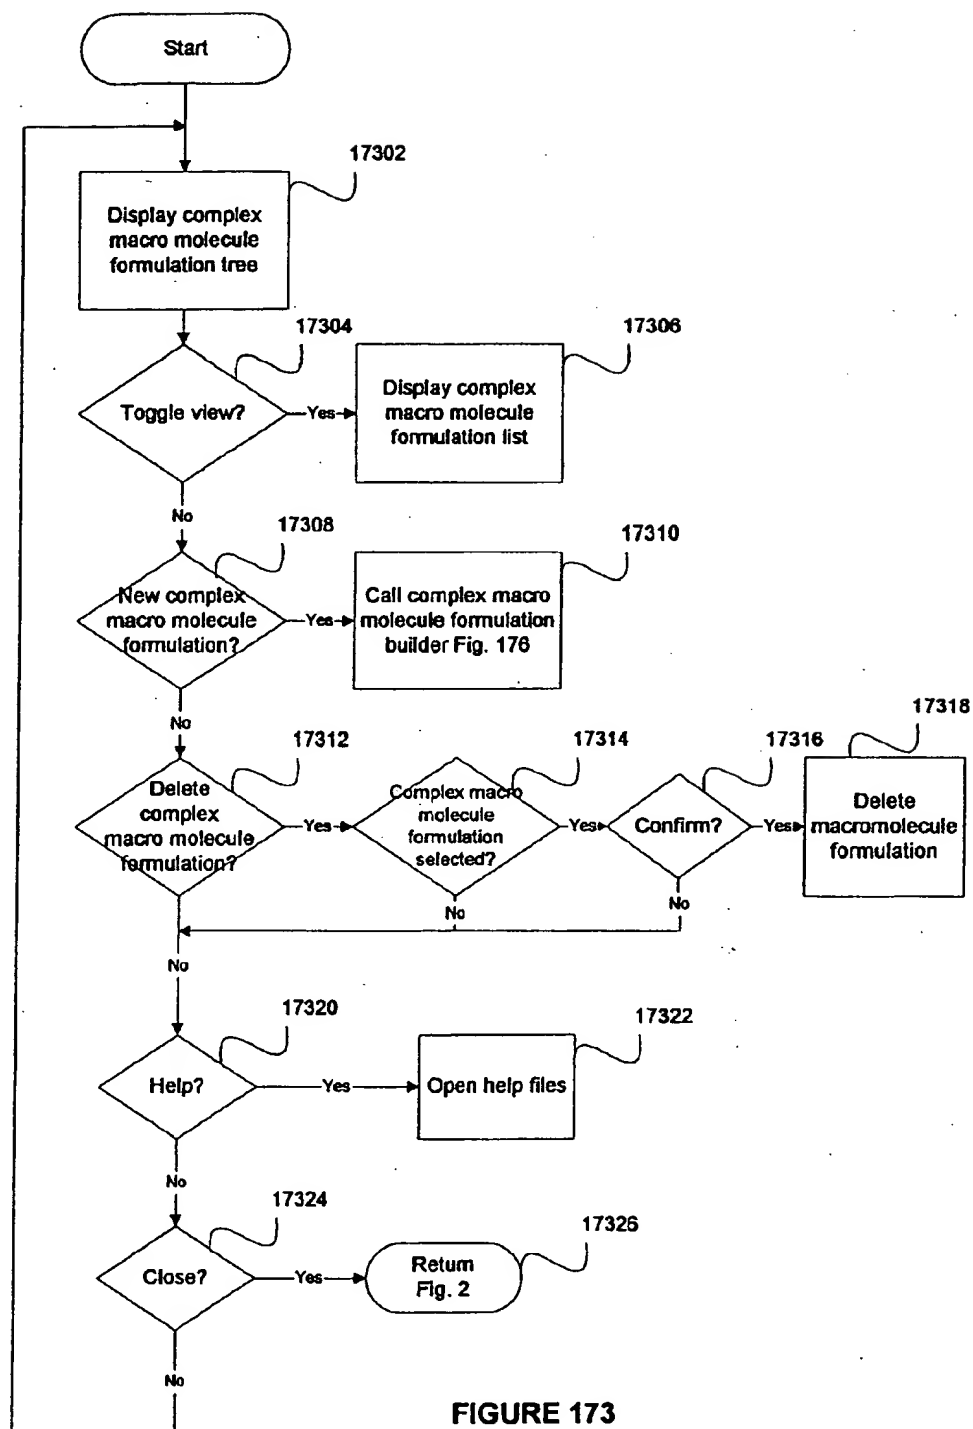 Start
17302
Display complex
macro molecule
formulation tree
17304
17306
Toggle view?
Yes
Display complex
macro molecule
formulation list
No
17308
17310
New complex
macro molecule
formulation?
Yes
Call complex macro
molecule formulation
builder Fig. 176
No
17312
17314
17316
17318
Delete
complex
macro molecule
formulation?
Yes
Complex macro
molecule
formulation
selected?
Yes
Confirm?
Yes
Delete
macromolecule
formulation
No
No
No
17320
17322
Help?
Yes
Open help files
No
17324
17326
Close?
Yes
Return
Fig. 2
No
FIGURE 173